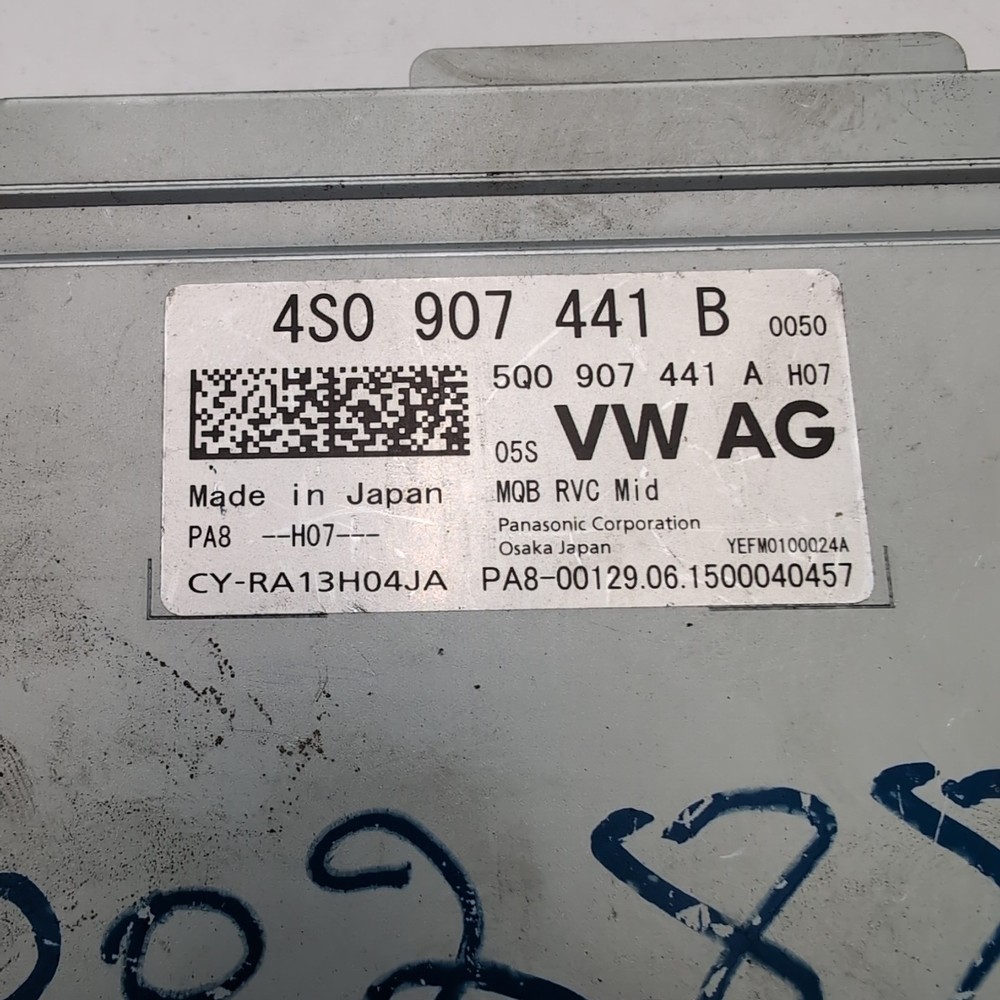 4S0 907 441 B 0050
5Q0 907 441 A H07
05S VW AG
Made in Japan MQB RVC Mid
PA8 --H07--- Panasonic Corporation
Osaka Japan YEFM0100024A
CY-RA13H04JA PA8-00129.06.1500040457